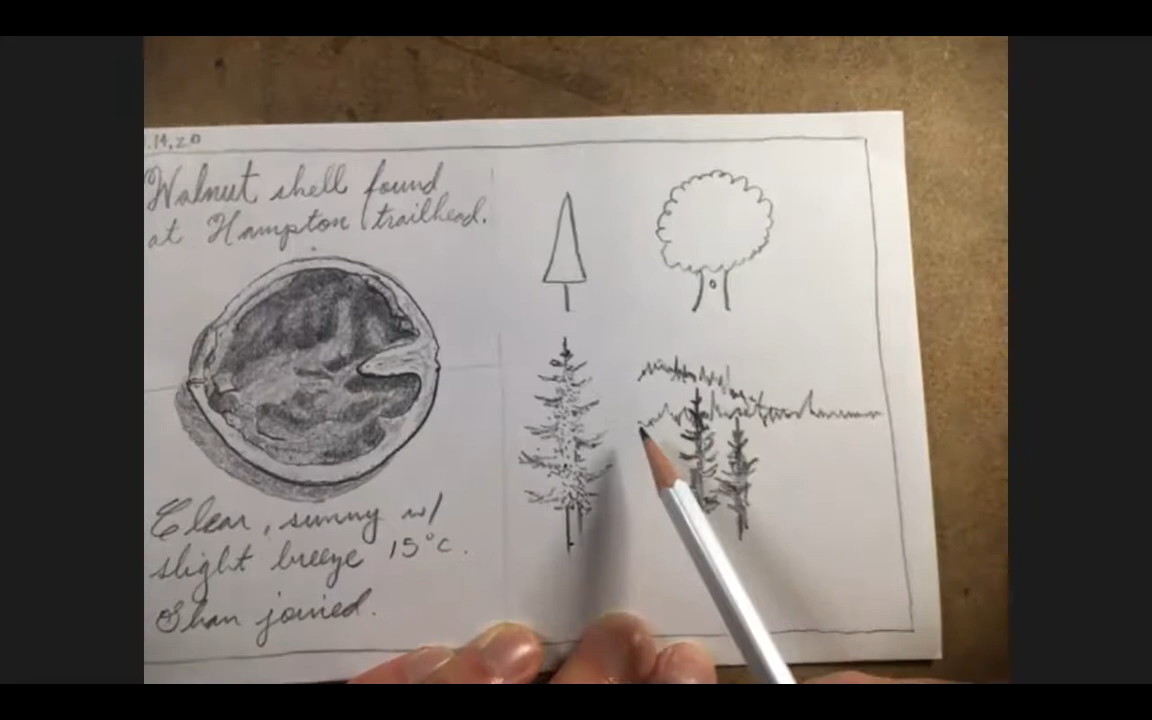 .14,20
Walnut shell found
at Hampton trailhead.
Clear, sunny w/
slight breeze 15°C.
Shan joined.